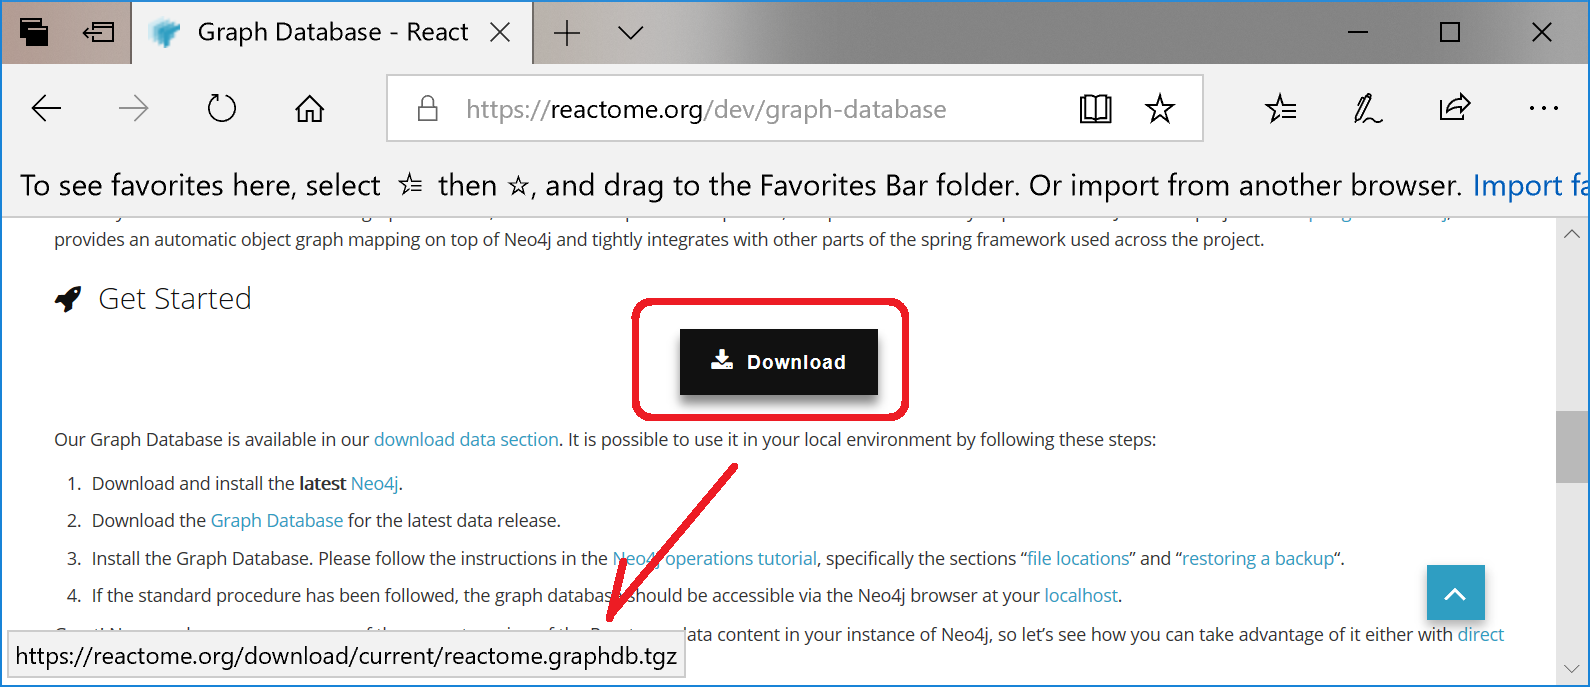 Graph Database - React
https://reactome.org/dev/graph-database
To see favorites here, select then , and drag to the Favorites Bar folder. Or import from another browser. Import fa
provides an automatic object graph mapping on top of Neo4j and tightly integrates with other parts of the spring framework used across the project.
Get Started
Download
Our Graph Database is available in our download data section. It is possible to use it in your local environment by following these steps:
1. Download and install the latest Neo4j.
2. Download the Graph Database for the latest data release.
3. Install the Graph Database. Please follow the instructions in the Neo4j operations tutorial, specifically the sections “file locations” and “restoring a backup“.
4. If the standard procedure has been followed, the graph database should be accessible via the Neo4j browser at your localhost.
data content in your instance of Neo4j, so let’s see how you can take advantage of it either with direct
https://reactome.org/download/current/reactome.graphdb.tgz